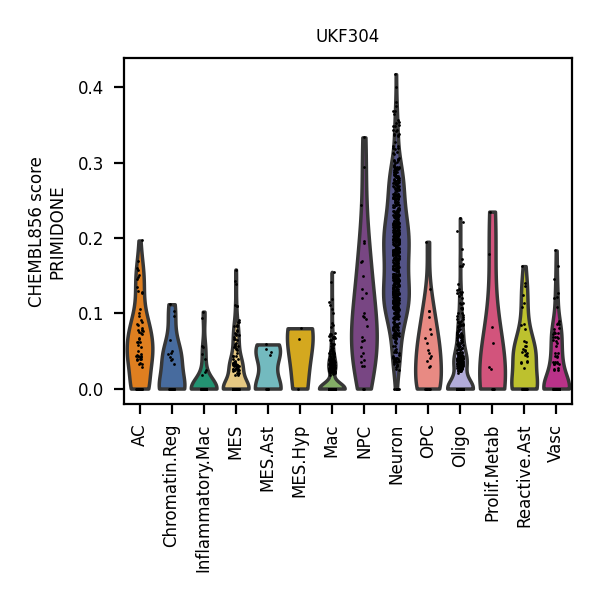 UKF304
CHEMBL856 score
PRIMIDONE
0.4
0.3
0.2
0.1
0.0
AC
Chromatin.Reg
Inflammatory.Mac
MES
MES.Ast
MES.Hyp
Mac
NPC
Neuron
OPC
Oligo
Prolif.Metab
Reactive.Ast
Vasc